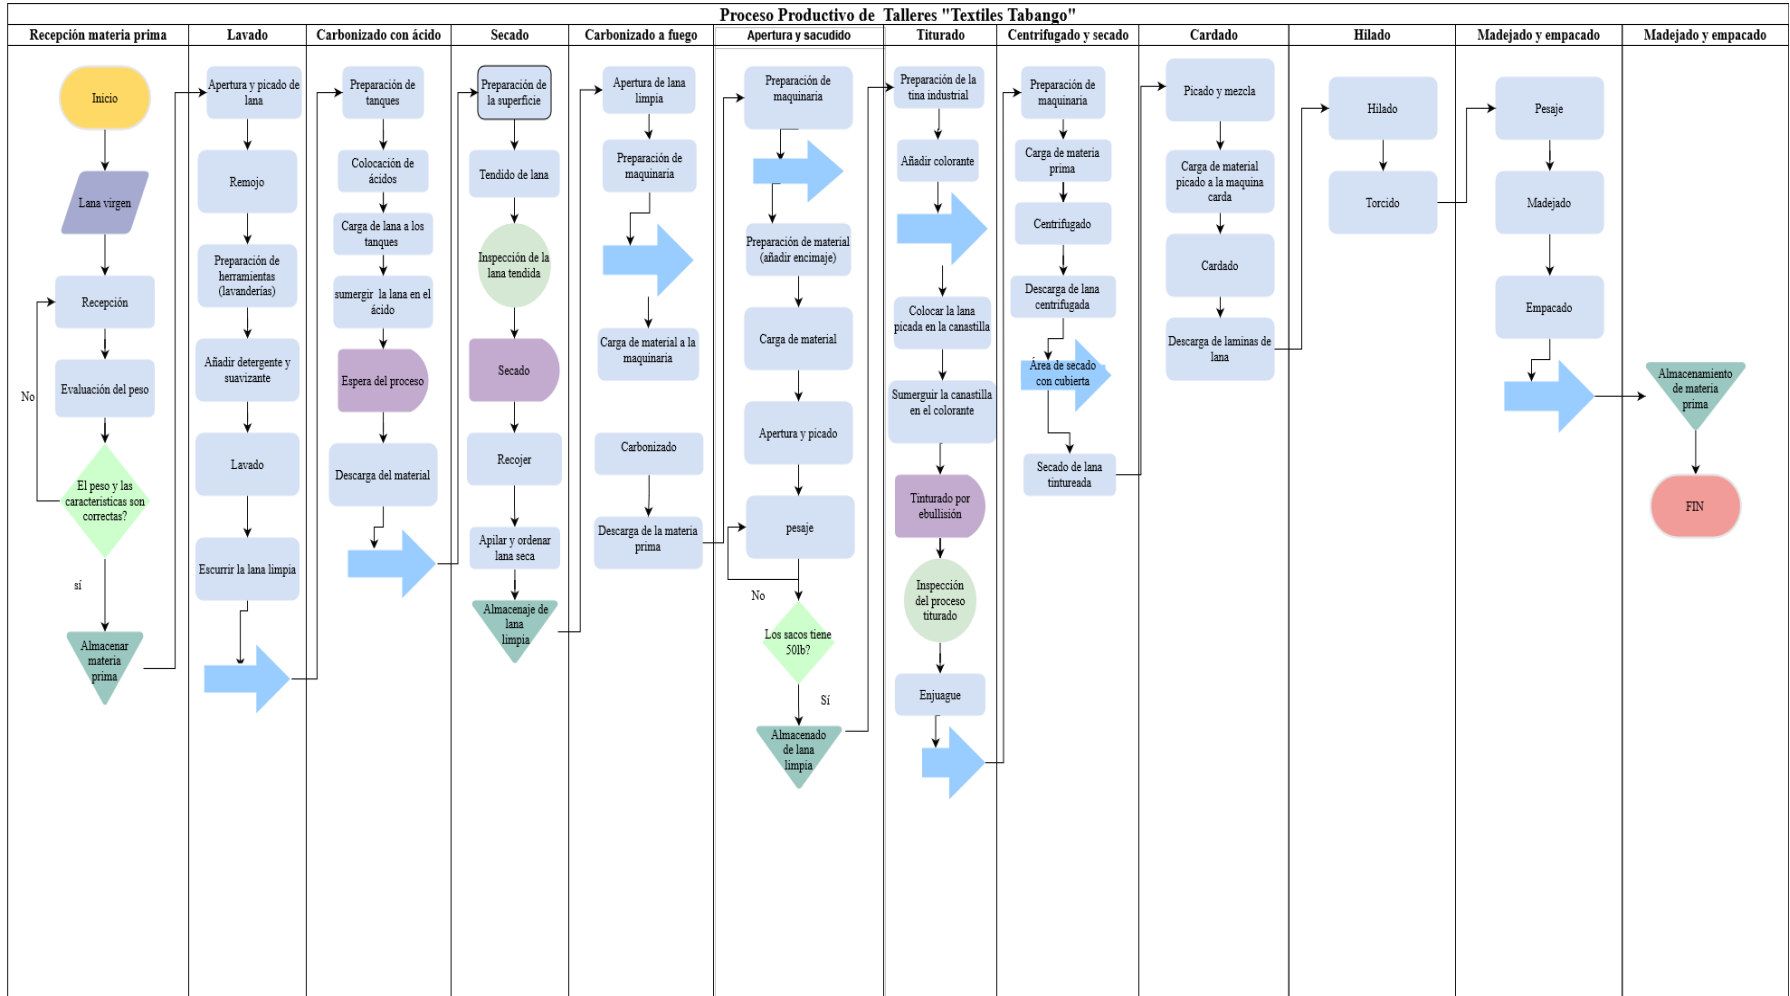 Proceso Productivo de Talleres "Textiles Tabango"
Recepción materia prima
Lavado
Carbonizado con ácido
Secado
Carbonizado a fuego
Apertura y sacudido
Titurado
Centrifugado y secado
Cardado
Hilado
Madejado y empacado
Madejado y empacado
Inicio
Lana virgen
Recepción
Evaluación del peso
No
El peso y las
caracteristicas son
correctas?
sí
Almacenar
materia
prima
Apertura y picado de
lana
Remojo
Preparación de
herramientas
(lavanderías)
Añadir detergente y
suavizante
Lavado
Escurrir la lana limpia
Preparación de
tanques
Colocación de
ácidos
Carga de lana a los
tanques
sumergir la lana en el
ácido
Espera del proceso
Descarga del material
Preparación de
la superficie
Tendido de lana
Inspección de la
lana tendida
Secado
Recojer
Apilar y ordenar
lana seca
Almacenaje de
lana
limpia
Apertura de lana
limpia
Preparación de
maquinaria
Carga de material a la
maquinaria
Carbonizado
Descarga de la materia
prima
Preparación de
maquinaria
Preparación de material
(añadir encimaje)
Carga de material
Apertura y picado
pesaje
No
Los sacos tiene
50lb?
Sí
Almacenado
de lana
limpia
Preparación de la
tina industrial
Añadir colorante
Colocar la lana
picada en la canastilla
Sumerguir la canastilla
en el colorante
Tinturado por
ebullisión
Inspección
del proceso
titurado
Enjuague
Preparación de
maquinaria
Carga de materia
prima
Centrifugado
Descarga de lana
centrifugada
Área de secado
con cubierta
Secado de lana
tintureada
Picado y mezcla
Carga de material
picado a la maquina
carda
Cardado
Descarga de laminas de
lana
Hilado
Torcido
Pesaje
Madejado
Empacado
Almacenamiento
de materia
prima
FIN